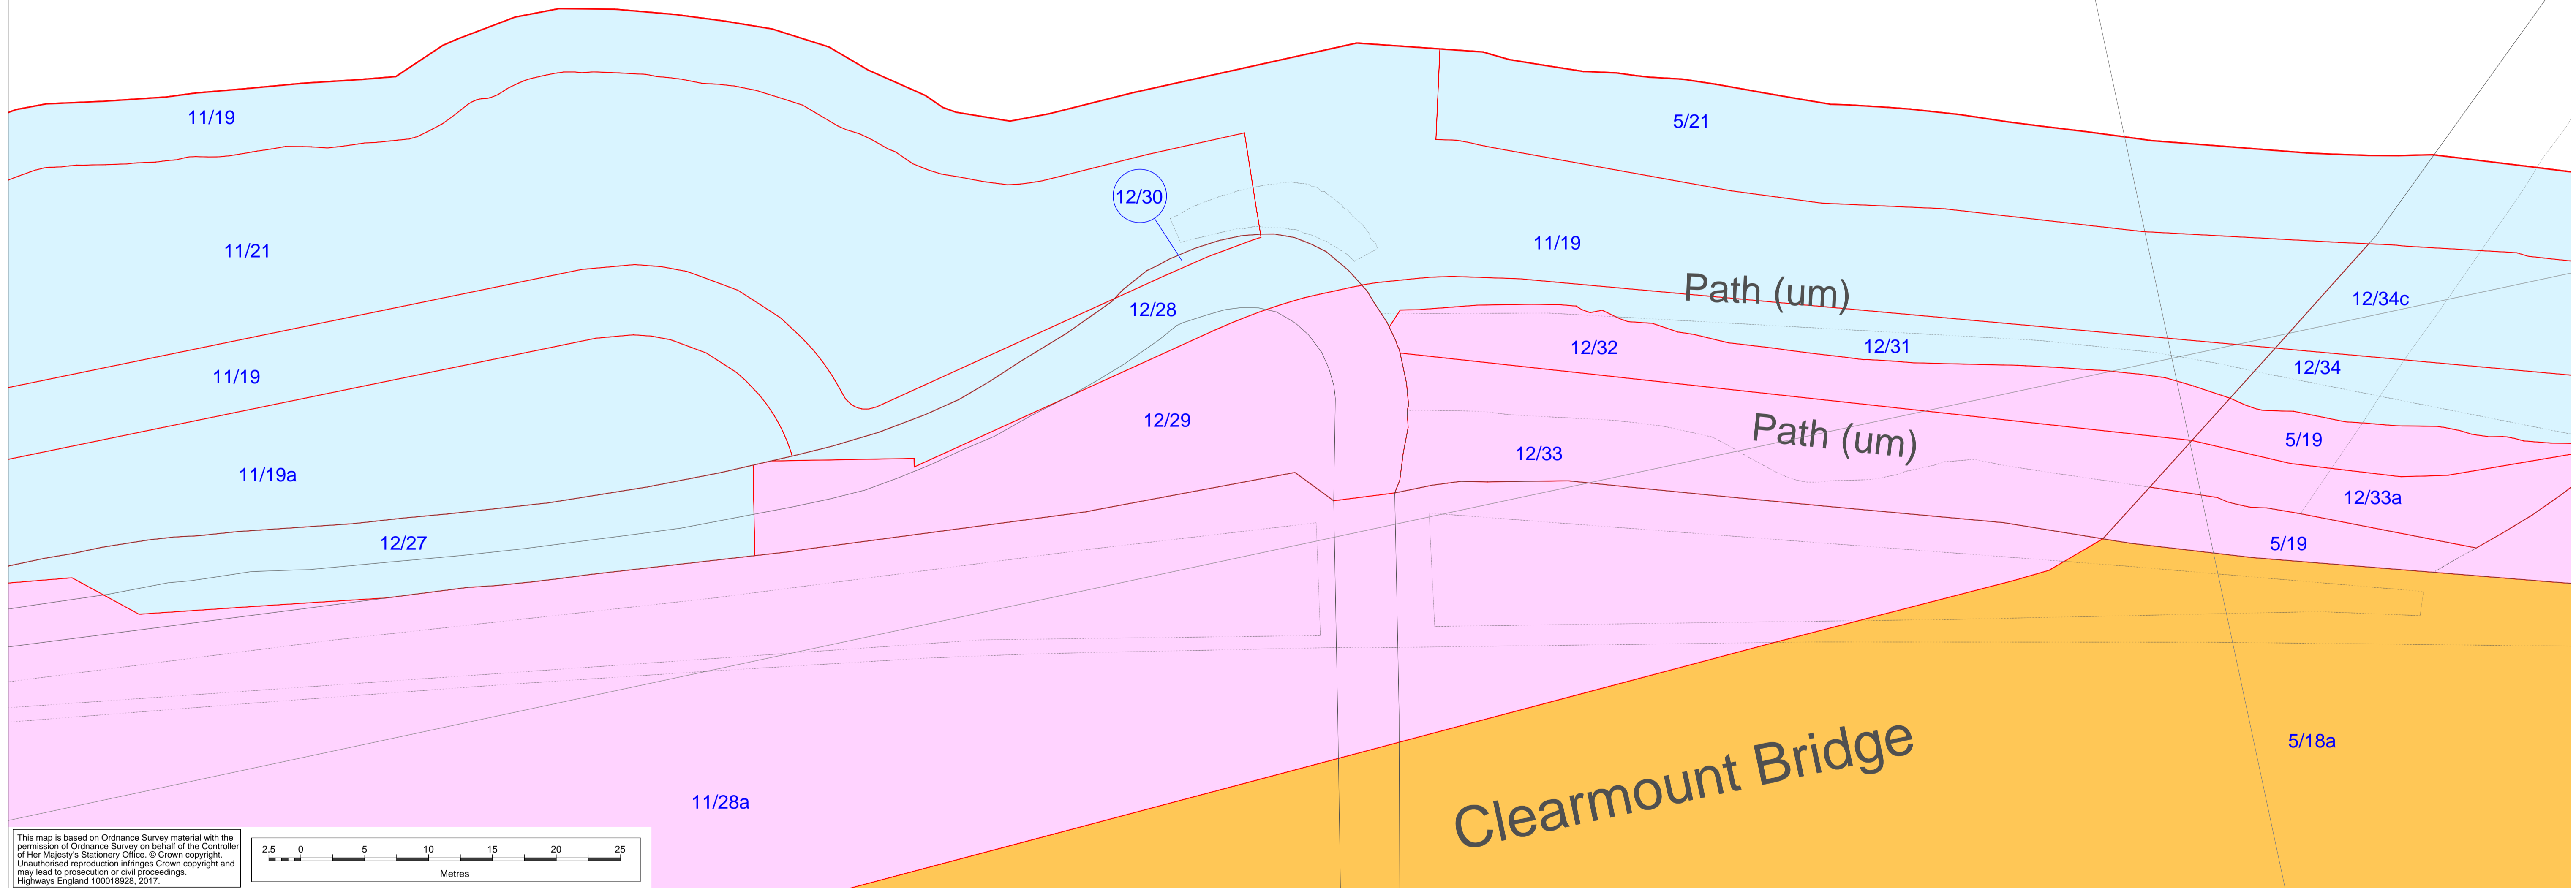 11/19
5/21
12/30
11/21
11/19
Path (um)
12/34c
12/28
12/32
12/31
12/34
11/19
12/29
Path (um)
5/19
12/33
11/19a
12/33a
12/27
5/19
5/18a
Clearmount Bridge
11/28a
This map is based on Ordnance Survey material with the
permission of Ordnance Survey on behalf of the Controller
of Her Majesty's Stationery Office. © Crown copyright.
Unauthorised reproduction infringes Crown copyright and
may lead to prosecution or civil proceedings.
Highways England 100018928, 2017.
2.5 0 5 10 15 20 25
Metres